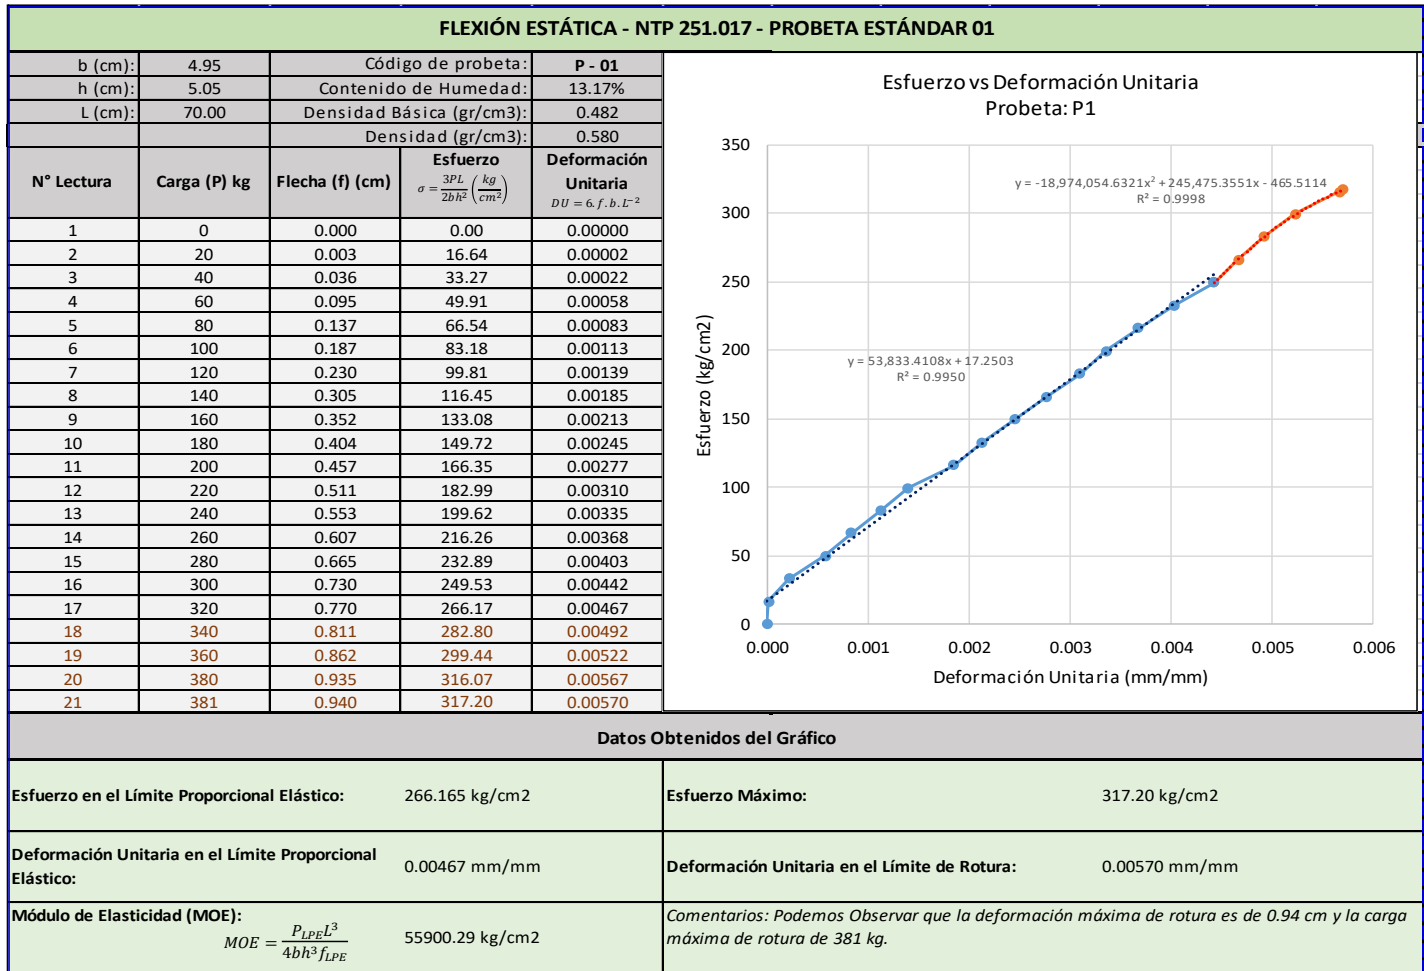 FLEXIÓN ESTÁTICA - NTP 251.017 - PROBETA ESTÁNDAR 01
b (cm): 4.95 Código de probeta: P - 01
h (cm): 5.05 Contenido de Humedad: 13.17%
L (cm): 70.00 Densidad Básica (gr/cm3): 0.482
Densidad (gr/cm3): 0.580
N° Lectura Carga (P) kg Flecha (f) (cm) Esfuerzo σ = 3PL/2bh² (kg/cm²) Deformación Unitaria DU = 6.f.b.L⁻²
1 0 0.000 0.00 0.00000
2 20 0.003 16.64 0.00002
3 40 0.036 33.27 0.00022
4 60 0.095 49.91 0.00058
5 80 0.137 66.54 0.00083
6 100 0.187 83.18 0.00113
7 120 0.230 99.81 0.00139
8 140 0.305 116.45 0.00185
9 160 0.352 133.08 0.00213
10 180 0.404 149.72 0.00245
11 200 0.457 166.35 0.00277
12 220 0.511 182.99 0.00310
13 240 0.553 199.62 0.00335
14 260 0.607 216.26 0.00368
15 280 0.665 232.89 0.00403
16 300 0.730 249.53 0.00442
17 320 0.770 266.17 0.00467
18 340 0.811 282.80 0.00492
19 360 0.862 299.44 0.00522
20 380 0.935 316.07 0.00567
21 381 0.940 317.20 0.00570
Esfuerzo vs Deformación Unitaria
Probeta: P1
350
300
250
200
150
100
50
0
Esfuerzo (kg/cm2)
y = -18,974,054.6321x² + 245,475.3551x - 465.5114
R² = 0.9998
y = 53,833.4108x + 17.2503
R² = 0.9950
0.000 0.001 0.002 0.003 0.004 0.005 0.006
Deformación Unitaria (mm/mm)
Datos Obtenidos del Gráfico
Esfuerzo en el Límite Proporcional Elástico: 266.165 kg/cm2
Esfuerzo Máximo: 317.20 kg/cm2
Deformación Unitaria en el Límite Proporcional
Elástico: 0.00467 mm/mm
Deformación Unitaria en el Límite de Rotura: 0.00570 mm/mm
Módulo de Elasticidad (MOE):
MOE = P_LPE L³/4bh³f_LPE 55900.29 kg/cm2
Comentarios: Podemos Observar que la deformación máxima de rotura es de 0.94 cm y la carga
máxima de rotura de 381 kg.